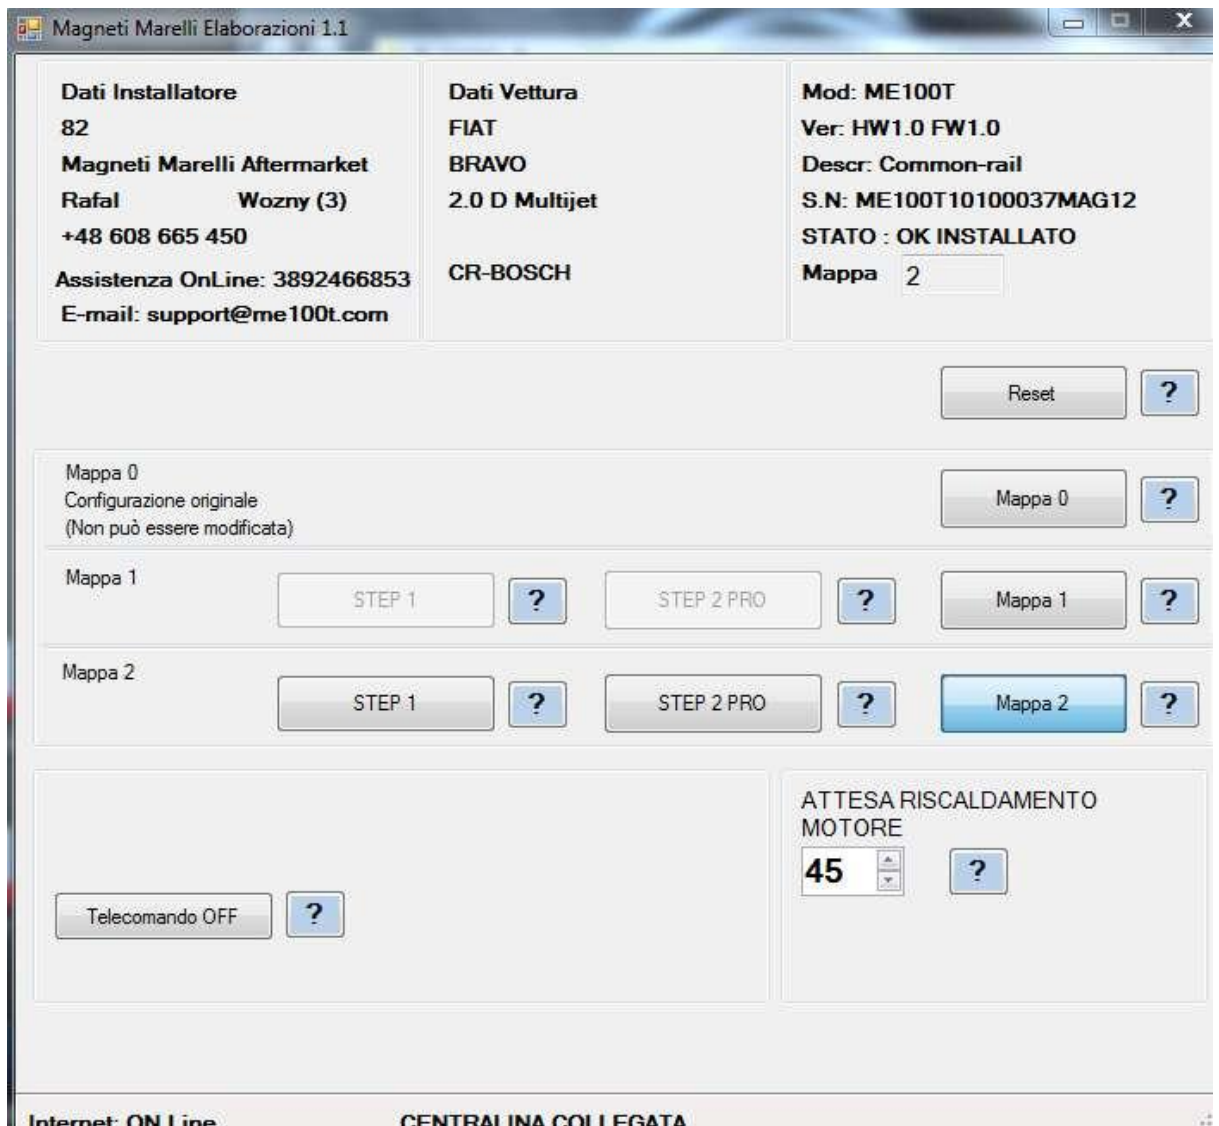 Magneti Marelli Elaborazioni 1.1
Dati Installatore
82
Magneti Marelli Aftermarket
Rafal Wozny (3)
+48 608 665 450
Assistenza OnLine: 3892466853
E-mail: support@me100t.com
Dati Vettura
FIAT
BRAVO
2.0 D Multijet
CR-BOSCH
Mod: ME100T
Ver: HW1.0 FW1.0
Descr: Common-rail
S.N: ME100T10100037MAG12
STATO : OK INSTALLATO
Mappa 2
Reset ?
Mappa 0
Configurazione originale
(Non può essere modificata)
Mappa 0 ?
Mappa 1
STEP 1 ? STEP 2 PRO ? Mappa 1 ?
Mappa 2
STEP 1 ? STEP 2 PRO ? Mappa 2 ?
Telecomando OFF ?
ATTESA RISCALDAMENTO
MOTORE
45 ?
Internet: ON Line CENTRALINA COLLEGATA